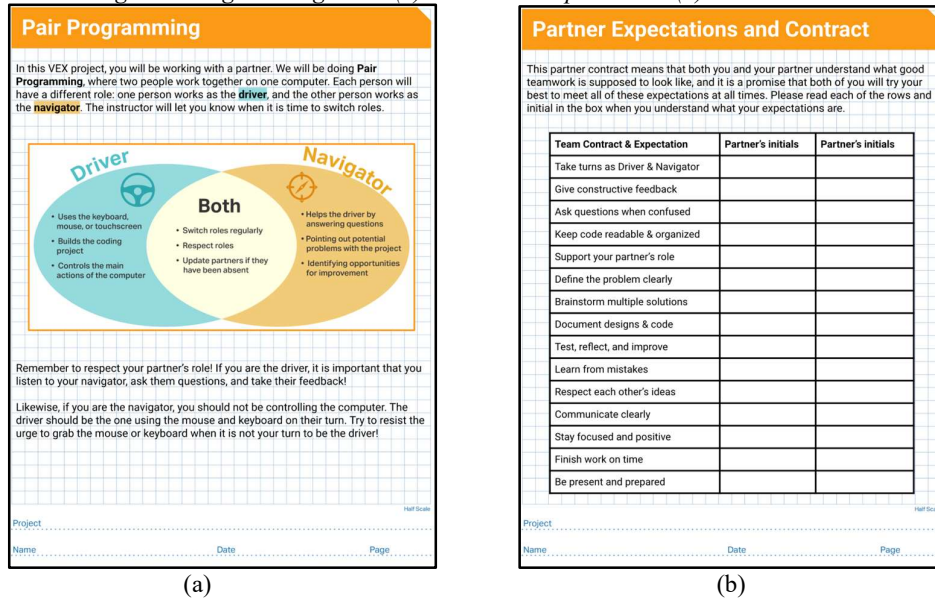 Pair Programming
In this VEX project, you will be working with a partner. We will be doing Pair
Programming, where two people work together on one computer. Each person will
have a different role: one person works as the driver, and the other person works as
the navigator. The instructor will let you know when it is time to switch roles.
Driver
Navigator
Both
• Uses the keyboard,
mouse, or touchscreen
• Builds the coding
project
• Controls the main
actions of the computer
• Switch roles regularly
• Respect roles
• Update partners if they
have been absent
• Helps the driver by
answering questions
• Pointing out potential
problems with the project
• Identifying opportunities
for improvement
Remember to respect your partner's role! If you are the driver, it is important that you
listen to your navigator, ask them questions, and take their feedback!
Likewise, if you are the navigator, you should not be controlling the computer. The
driver should be the one using the mouse and keyboard on their turn. Try to resist the
urge to grab the mouse or keyboard when it is not your turn to be the driver!
Half Scale
Project
Name Date Page
(a)
Partner Expectations and Contract
This partner contract means that both you and your partner understand what good
teamwork is supposed to look like, and it is a promise that both of you will try your
best to meet all of these expectations at all times. Please read each of the rows and
initial in the box when you understand what your expectations are.
Team Contract & Expectation Partner's initials Partner's initials
Take turns as Driver & Navigator
Give constructive feedback
Ask questions when confused
Keep code readable & organized
Support your partner's role
Define the problem clearly
Brainstorm multiple solutions
Document designs & code
Test, reflect, and improve
Learn from mistakes
Respect each other's ideas
Communicate clearly
Stay focused and positive
Finish work on time
Be present and prepared
Half
Project
Name Date Page
(b)